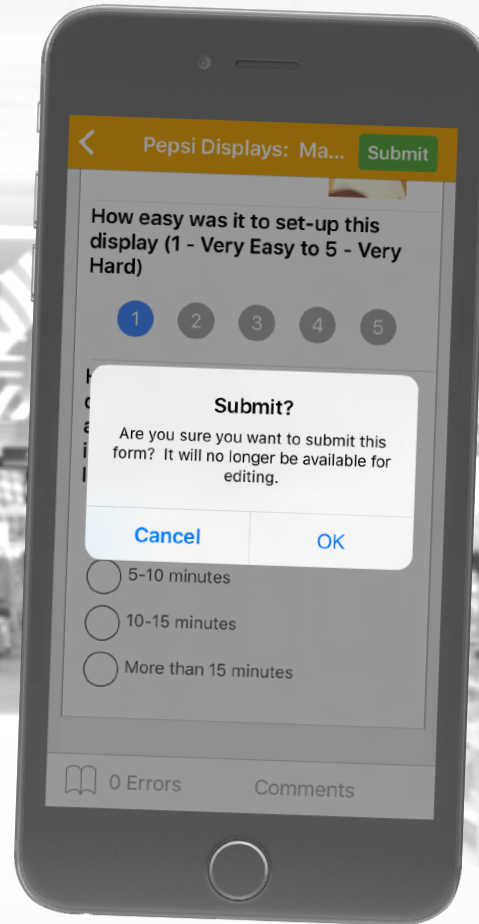 Pepsi Displays: Ma...
Submit
How easy was it to set-up this
display (1 - Very Easy to 5 - Very
Hard)
1 2 3 4 5
Submit?
Are you sure you want to submit this
form? It will no longer be available for
editing.
Cancel OK
5-10 minutes
10-15 minutes
More than 15 minutes
0 Errors Comments